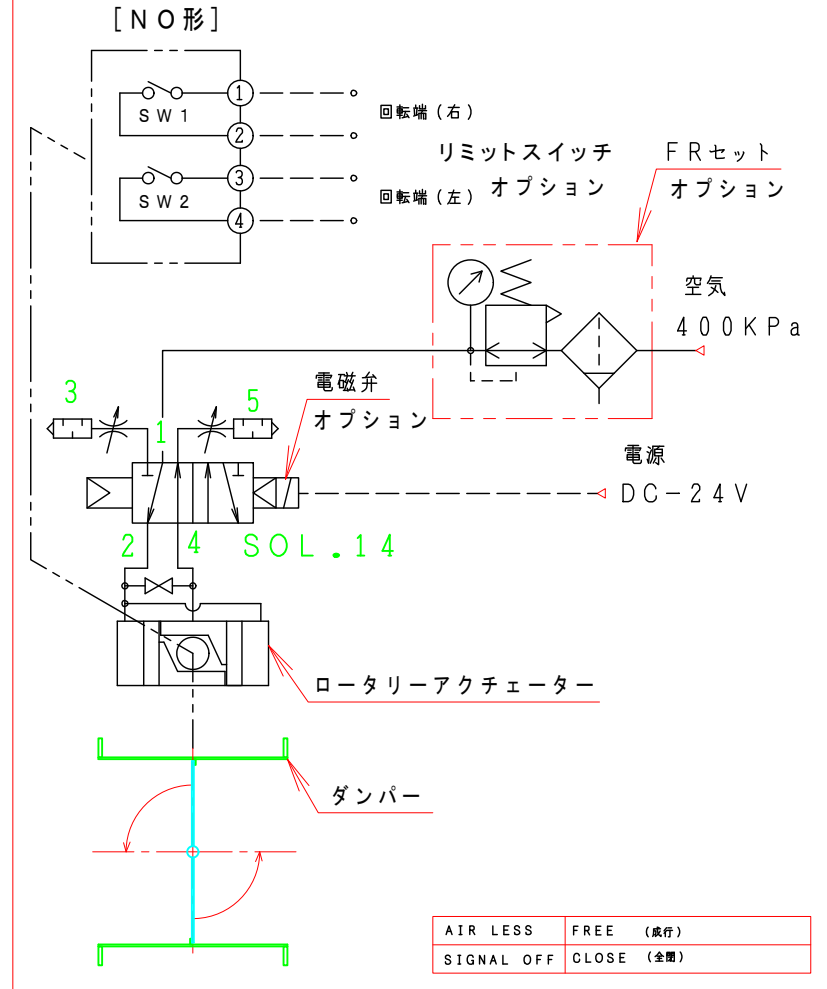 [NO形]
1
SW1
2
回転端(右)
3
SW2
4
回転端(左)
リミットスイッチ
オプション
FRセット
オプション
空気
400KPa
電磁弁
オプション
3
1
5
電源
DC-24V
2
4
SOL.14
ロータリーアクチェーター
ダンパー
AIR LESS FREE (成行)
SIGNAL OFF CLOSE (全閉)